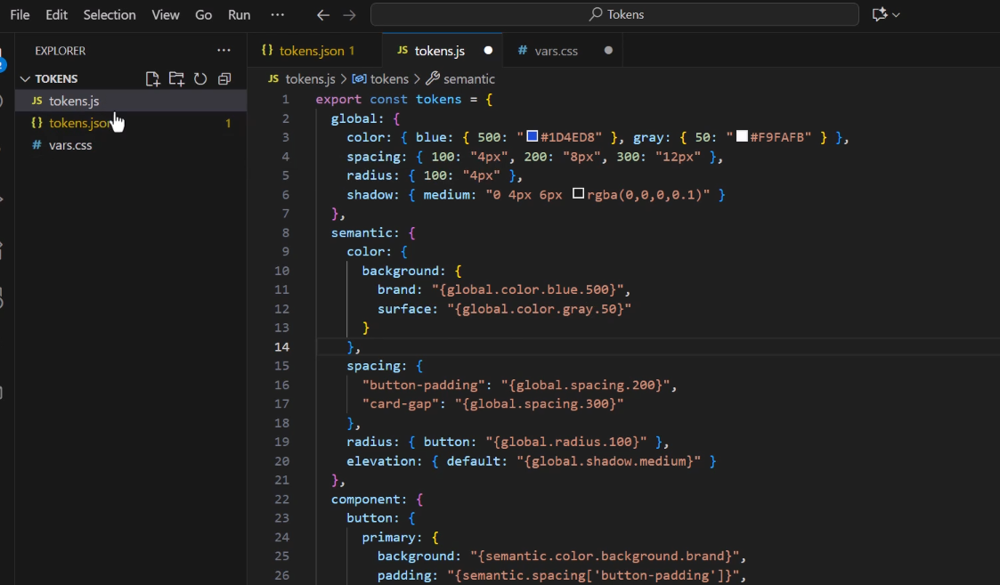 File Edit Selection View Go Run ··· ← → Tokens
EXPLORER ···
{} tokens.json 1 JS tokens.js ● # vars.css ●
TOKENS
JS tokens.js > tokens > semantic
JS tokens.js
{} tokens.json 1
# vars.css
1 export const tokens = {
2 global: {
3 color: { blue: { 500: "#1D4ED8" }, gray: { 50: "#F9FAFB" } },
4 spacing: { 100: "4px", 200: "8px", 300: "12px" },
5 radius: { 100: "4px" },
6 shadow: { medium: "0 4px 6px rgba(0,0,0,0.1)" }
7 },
8 semantic: {
9 color: {
10 background: {
11 brand: "{global.color.blue.500}",
12 surface: "{global.color.gray.50}"
13 }
14 },
15 spacing: {
16 "button-padding": "{global.spacing.200}",
17 "card-gap": "{global.spacing.300}"
18 },
19 radius: { button: "{global.radius.100}" },
20 elevation: { default: "{global.shadow.medium}" }
21 },
22 component: {
23 button: {
24 primary: {
25 background: "{semantic.color.background.brand}",
26 padding: "{semantic.spacing['button-padding']}",